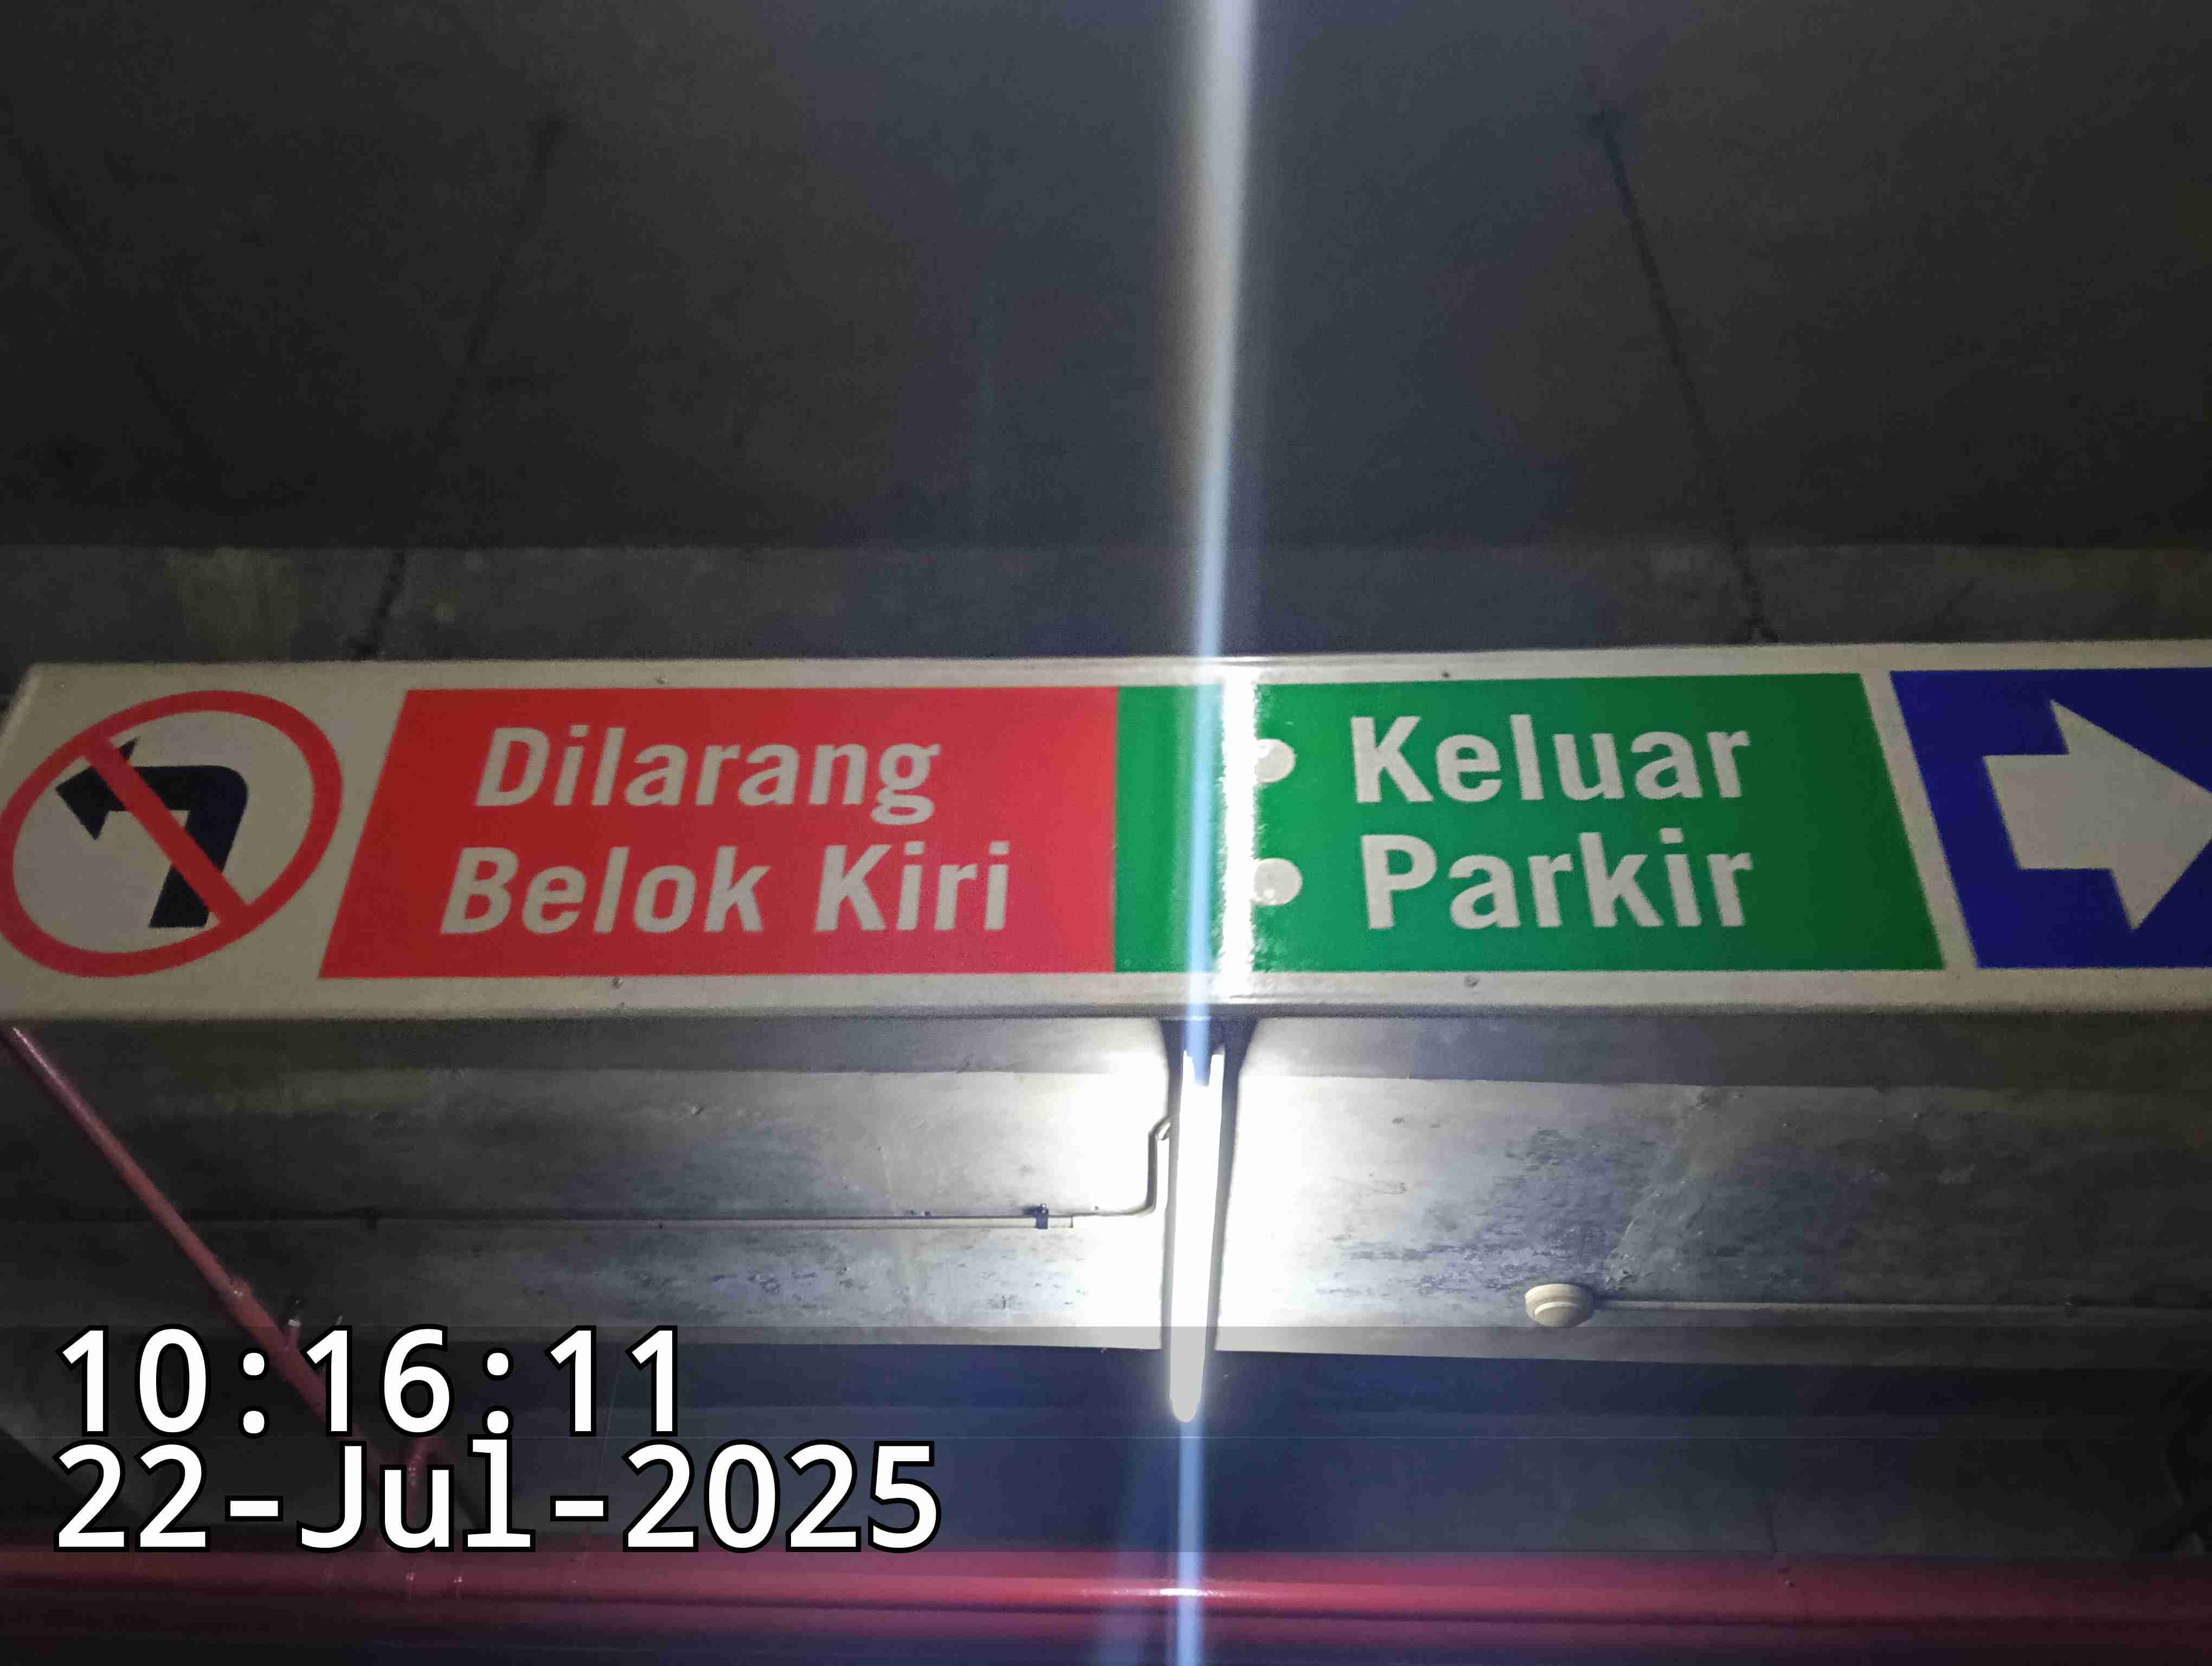 Dilarang
Belok Kiri
• Keluar
• Parkir
10:16:11
22-Jul-2025